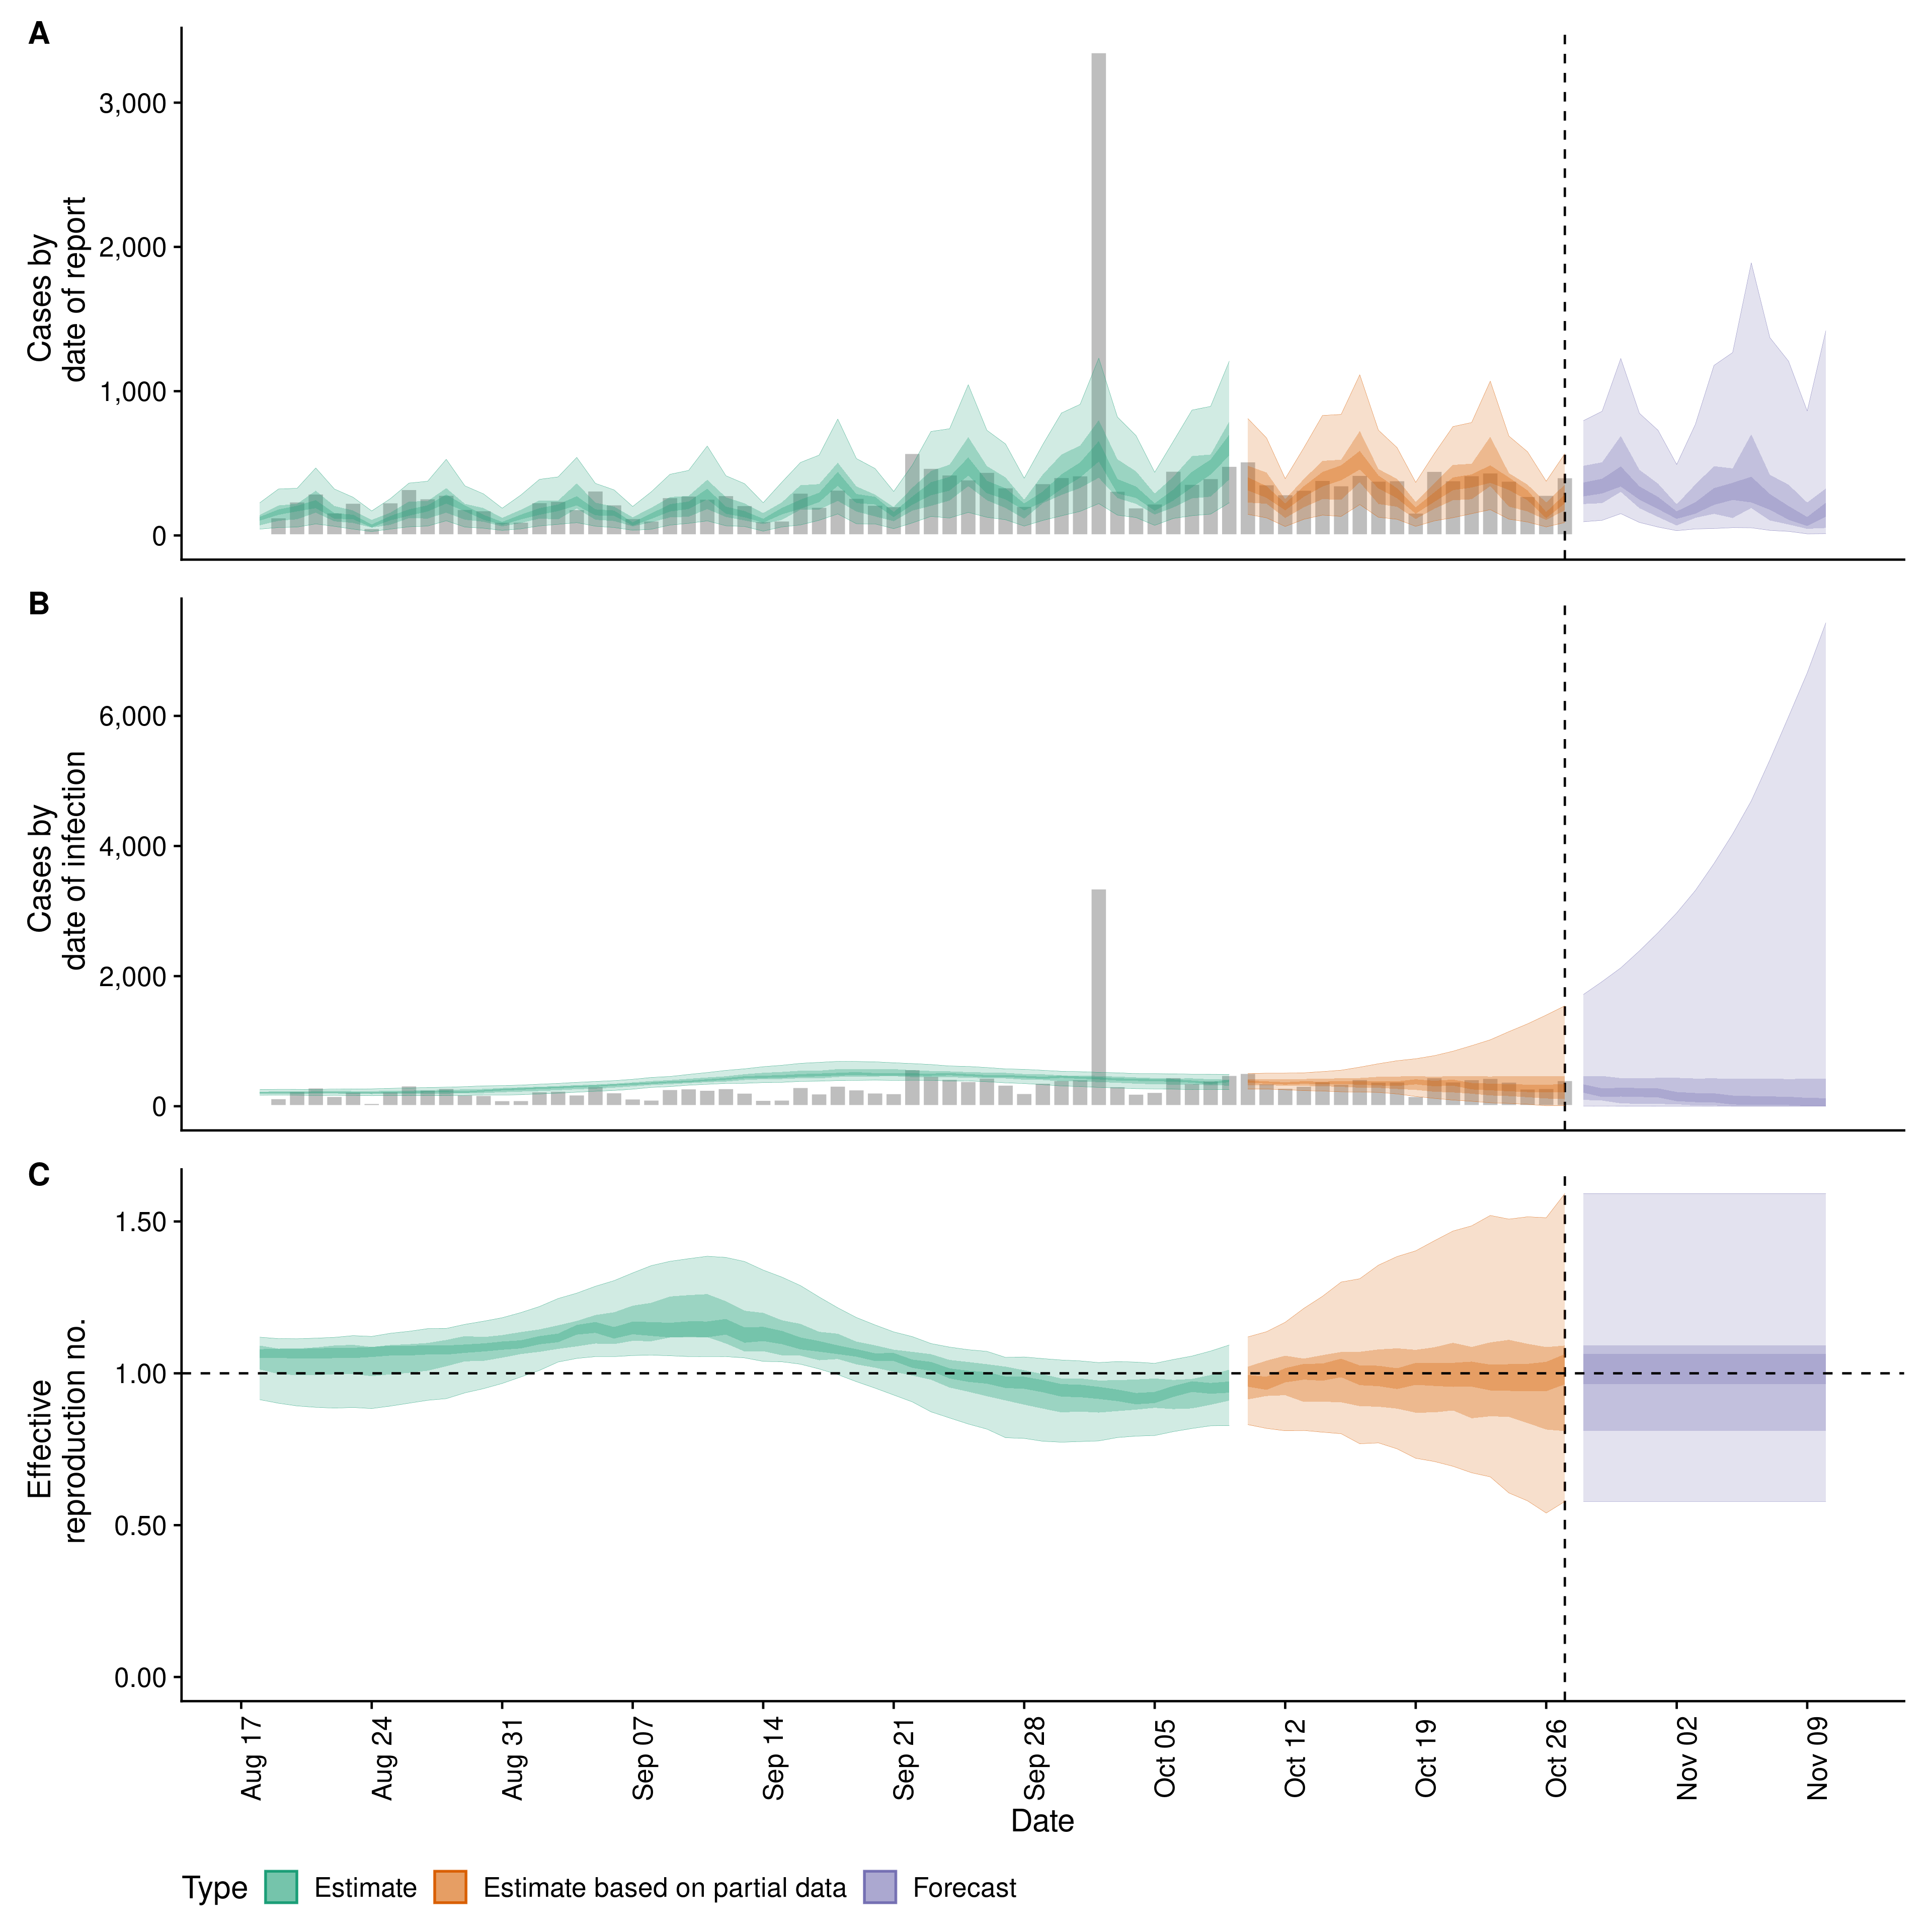 A
Cases by
date of report
3,000
2,000
1,000
0
B
Cases by
date of infection
6,000
4,000
2,000
0
C
Effective
reproduction no.
1.50
1.00
0.50
0.00
Aug 17
Aug 24
Aug 31
Sep 07
Sep 14
Sep 21
Sep 28
Oct 05
Oct 12
Oct 19
Oct 26
Nov 02
Nov 09
Date
Type Estimate Estimate based on partial data Forecast